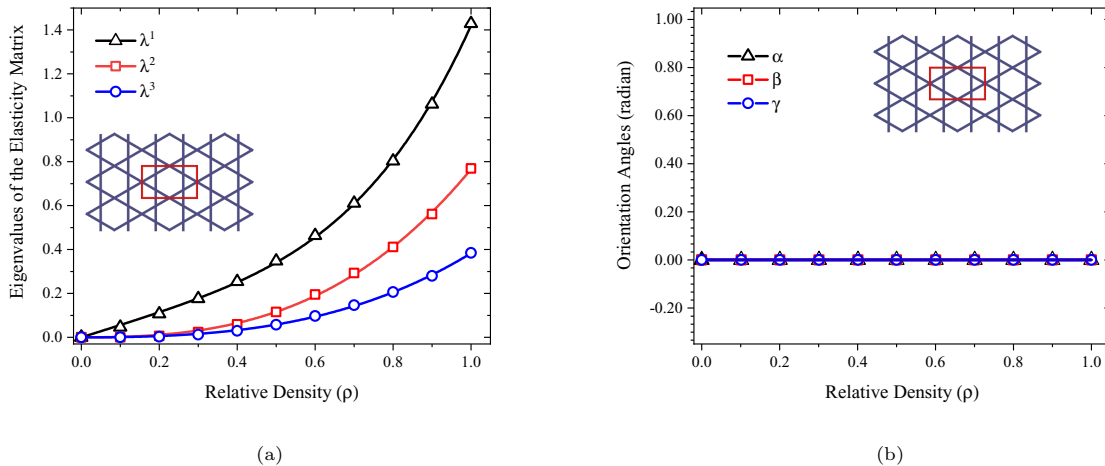 Eigenvalues of the Elasticity Matrix
1.4
1.2
1.0
0.8
0.6
0.4
0.2
0.0
λ¹
λ²
λ³
0.0 0.2 0.4 0.6 0.8 1.0
Relative Density (ρ)
(a)
Orientation Angles (radian)
1.00
0.80
0.60
0.40
0.20
0.00
-0.20
α
β
γ
0.0 0.2 0.4 0.6 0.8 1.0
Relative Density (ρ)
(b)